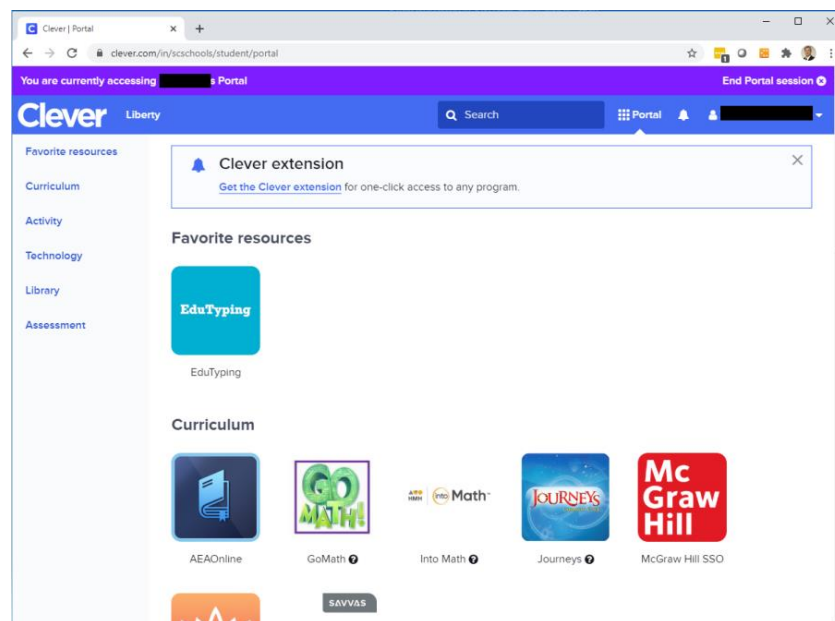 Clever | Portal
clever.com/in/scschools/student/portal
1
You are currently accessing s Portal
End Portal session
Clever Liberty
Search
Portal
Favorite resources
Curriculum
Activity
Technology
Library
Assessment
Clever extension
Get the Clever extension for one-click access to any program.
Favorite resources
EduTyping
EduTyping
Curriculum
GO
MATH!
HMH into Math
JOURNEYS
Mc
Graw
Hill
AEAOnline GoMath Into Math Journeys McGraw Hill SSO
SAVVAS